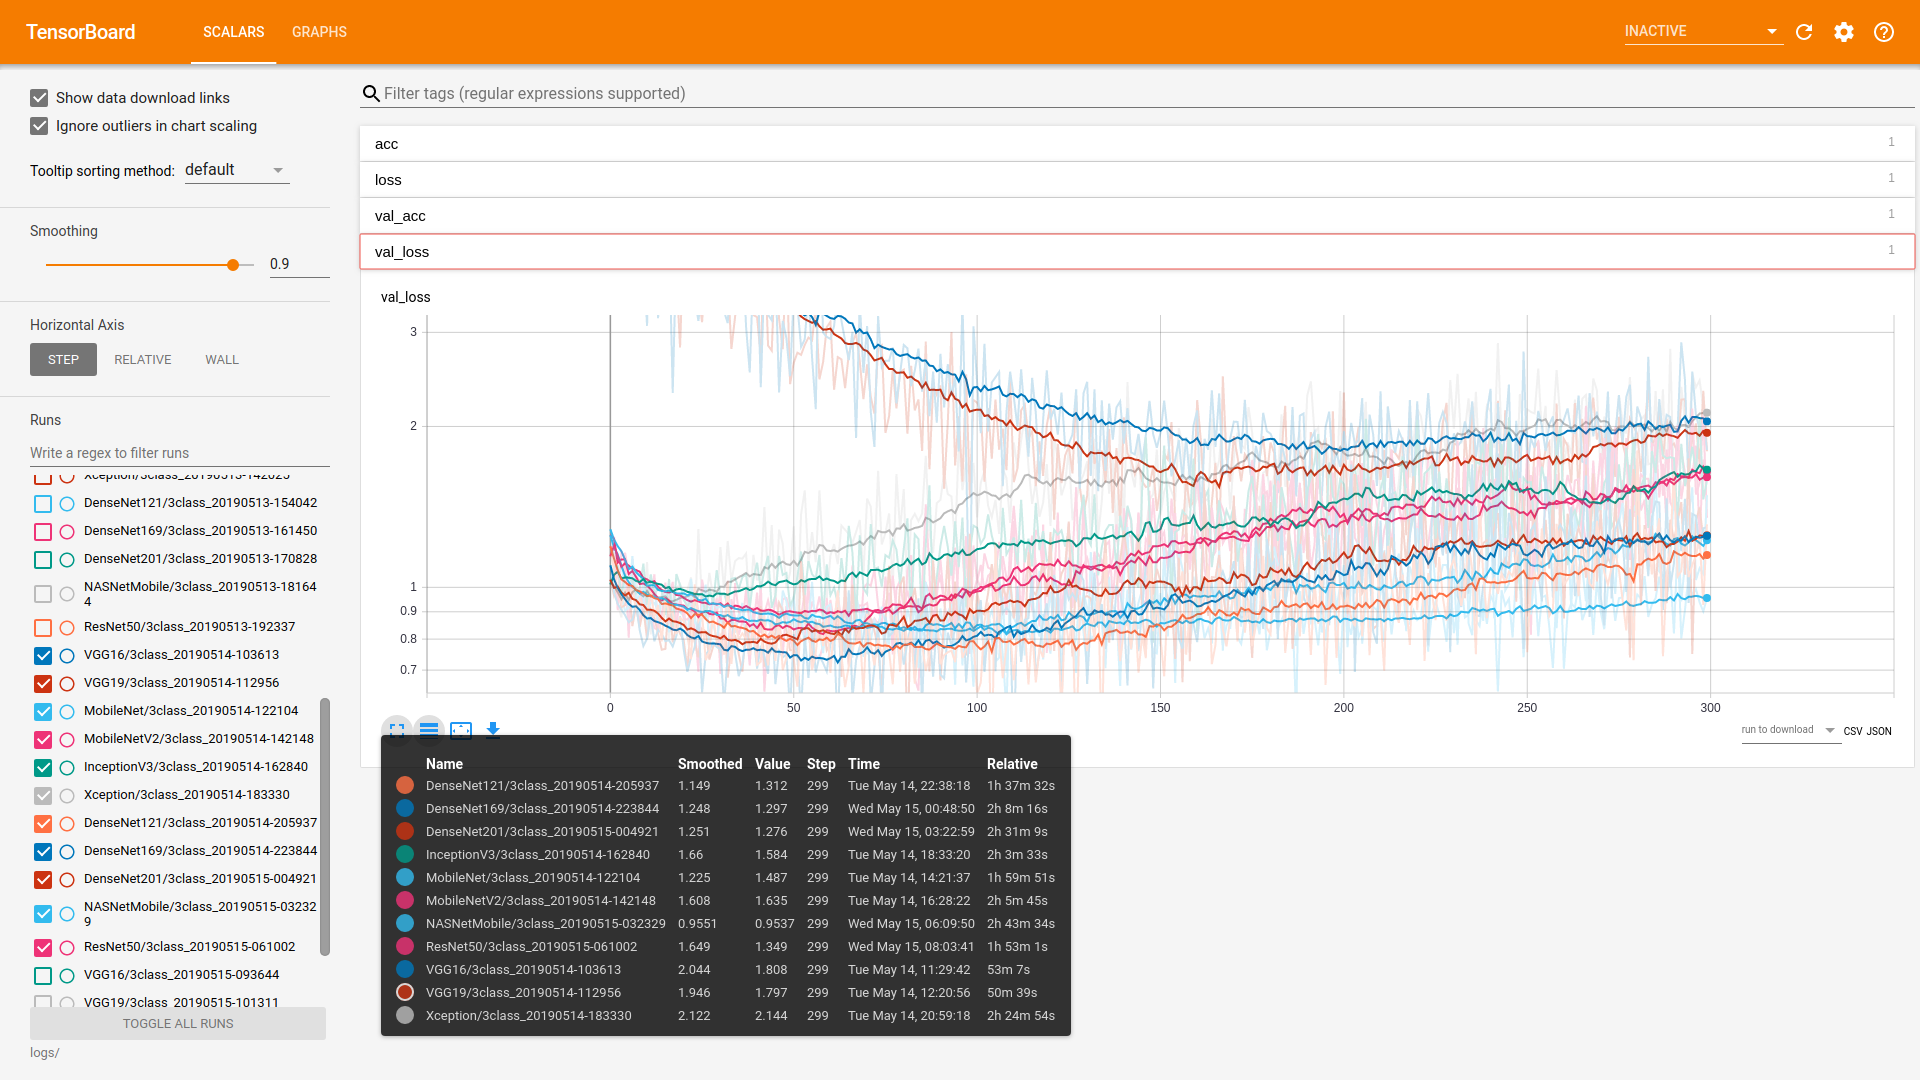 TensorBoard SCALARS GRAPHS INACTIVE
Show data download links
Ignore outliers in chart scaling
Tooltip sorting method: default
Smoothing
0.9
Horizontal Axis
STEP RELATIVE WALL
Runs
Write a regex to filter runs
DenseNet121/3class_20190513-154042
DenseNet169/3class_20190513-161450
DenseNet201/3class_20190513-170828
NASNetMobile/3class_20190513-18164
4
ResNet50/3class_20190513-192337
VGG16/3class_20190514-103613
VGG19/3class_20190514-112956
MobileNet/3class_20190514-122104
MobileNetV2/3class_20190514-142148
InceptionV3/3class_20190514-162840
Xception/3class_20190514-183330
DenseNet121/3class_20190514-205937
DenseNet169/3class_20190514-223844
DenseNet201/3class_20190515-004921
NASNetMobile/3class_20190515-03232
9
ResNet50/3class_20190515-061002
VGG16/3class_20190515-093644
VGG19/3class_20190515-101311
TOGGLE ALL RUNS
logs/
Filter tags (regular expressions supported)
acc 1
loss 1
val_acc 1
val_loss 1
val_loss
3
2
1
0.9
0.8
0.7
0 50 100 150 200 250 300
run to download CSV JSON
Name Smoothed Value Step Time Relative
DenseNet121/3class_20190514-205937 1.149 1.312 299 Tue May 14, 22:38:18 1h 37m 32s
DenseNet169/3class_20190514-223844 1.248 1.297 299 Wed May 15, 00:48:50 2h 8m 16s
DenseNet201/3class_20190515-004921 1.251 1.276 299 Wed May 15, 03:22:59 2h 31m 9s
InceptionV3/3class_20190514-162840 1.66 1.584 299 Tue May 14, 18:33:20 2h 3m 33s
MobileNet/3class_20190514-122104 1.225 1.487 299 Tue May 14, 14:21:37 1h 59m 51s
MobileNetV2/3class_20190514-142148 1.608 1.635 299 Tue May 14, 16:28:22 2h 5m 45s
NASNetMobile/3class_20190515-032329 0.9551 0.9537 299 Wed May 15, 06:09:50 2h 43m 34s
ResNet50/3class_20190515-061002 1.649 1.349 299 Wed May 15, 08:03:41 1h 53m 1s
VGG16/3class_20190514-103613 2.044 1.808 299 Tue May 14, 11:29:42 53m 7s
VGG19/3class_20190514-112956 1.946 1.797 299 Tue May 14, 12:20:56 50m 39s
Xception/3class_20190514-183330 2.122 2.144 299 Tue May 14, 20:59:18 2h 24m 54s